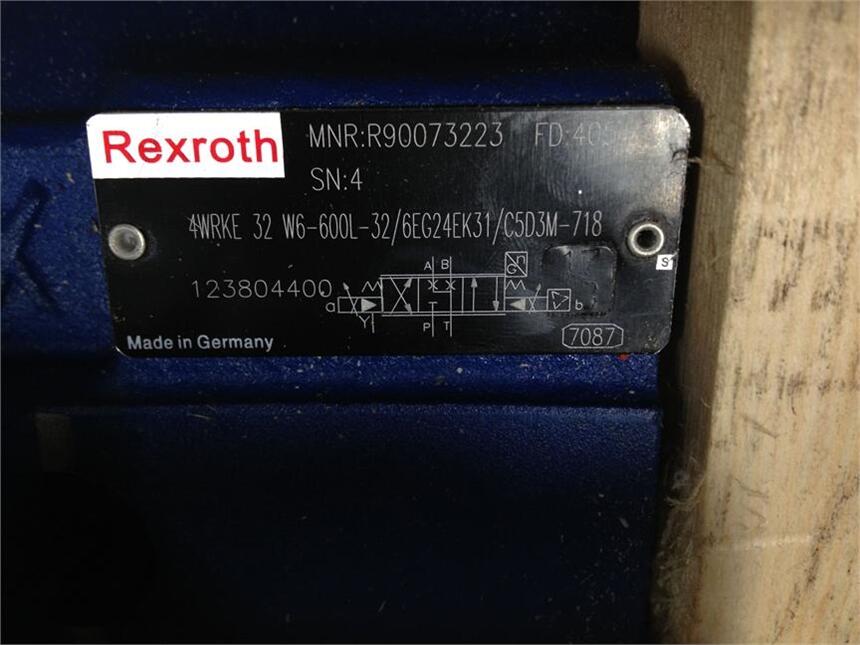 Rexroth
MNR:R90073223 FD:405
SN:4
4WRKE 32 W6-600L-32/6EG24EK31/C5D3M-718
123804400
A B
G
a
b
Y
P T
S
Made in Germany
7087